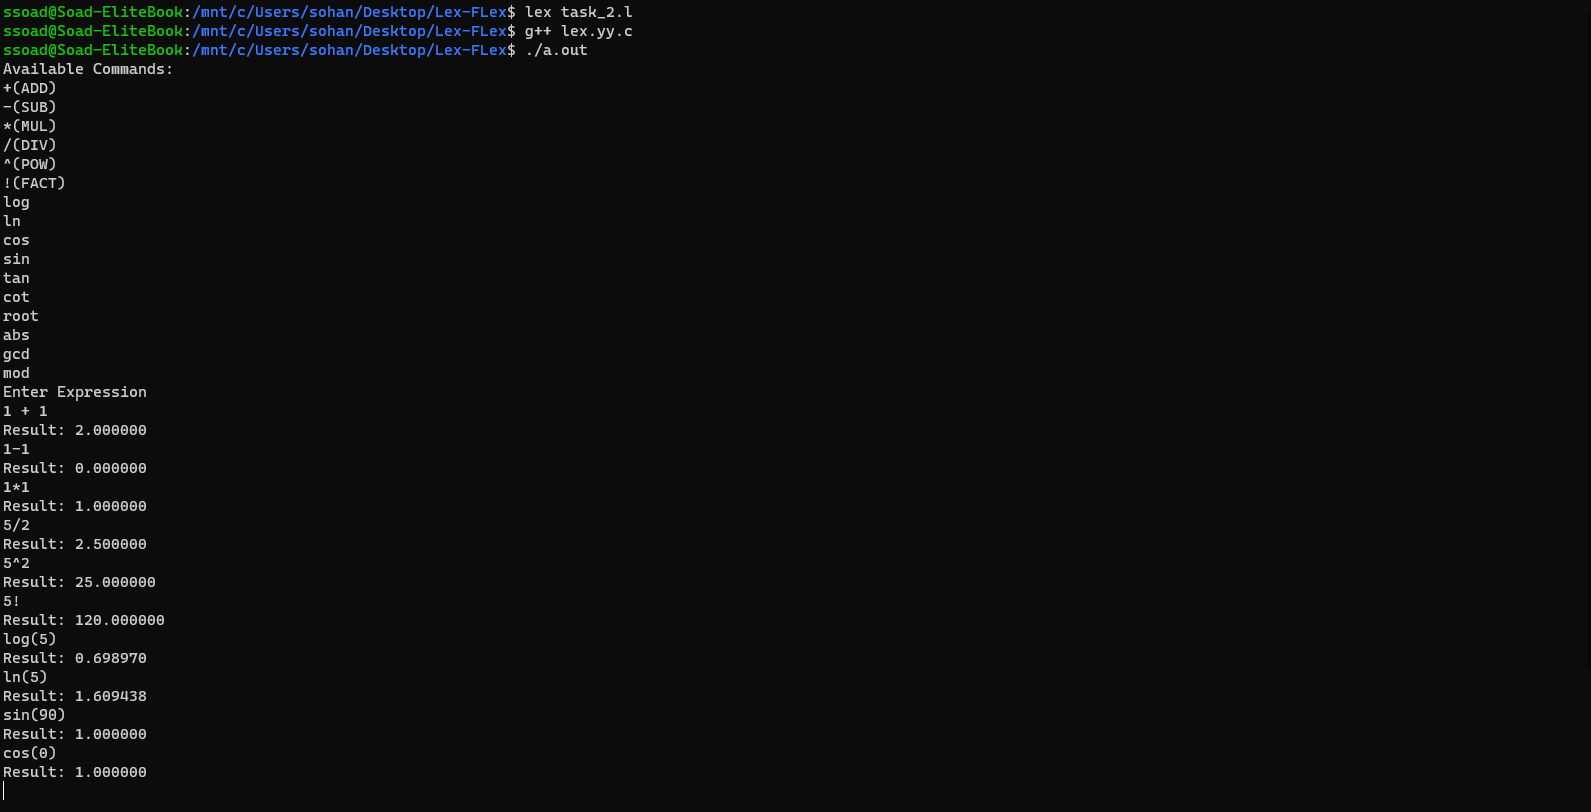 ssoad@Soad-EliteBook:/mnt/c/Users/sohan/Desktop/Lex-FLex$ lex task_2.l
ssoad@Soad-EliteBook:/mnt/c/Users/sohan/Desktop/Lex-FLex$ g++ lex.yy.c
ssoad@Soad-EliteBook:/mnt/c/Users/sohan/Desktop/Lex-FLex$ ./a.out
Available Commands:
+(ADD)
-(SUB)
*(MUL)
/(DIV)
^(POW)
!(FACT)
log
ln
cos
sin
tan
cot
root
abs
gcd
mod
Enter Expression
1 + 1
Result: 2.000000
1-1
Result: 0.000000
1*1
Result: 1.000000
5/2
Result: 2.500000
5^2
Result: 25.000000
5!
Result: 120.000000
log(5)
Result: 0.698970
ln(5)
Result: 1.609438
sin(90)
Result: 1.000000
cos(0)
Result: 1.000000